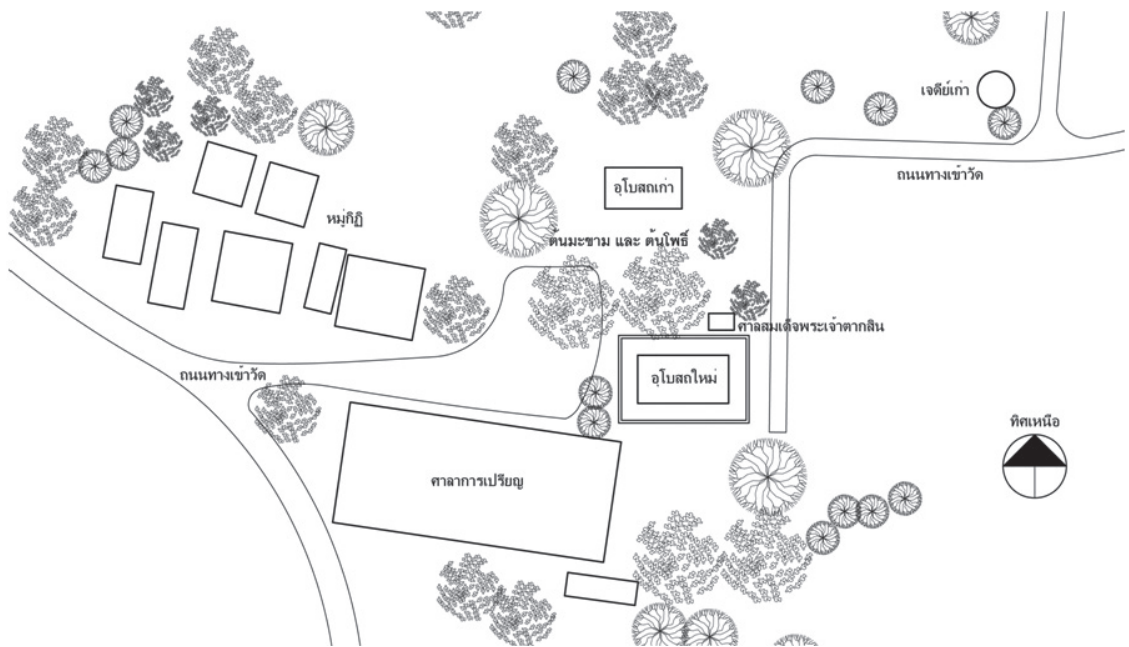 เจดีย์เก่า
ถนนทางเข้าวัด
อุโบสถเก่า
หมู่กิฏิ
ต้นมะขาม และ ต้นโพธิ์
ศาลสมเด็จพระเจ้าตากสิน
ถนนทางเข้าวัด
อุโบสถใหม่
ทิศเหนือ
ศาลาการเปรียญ